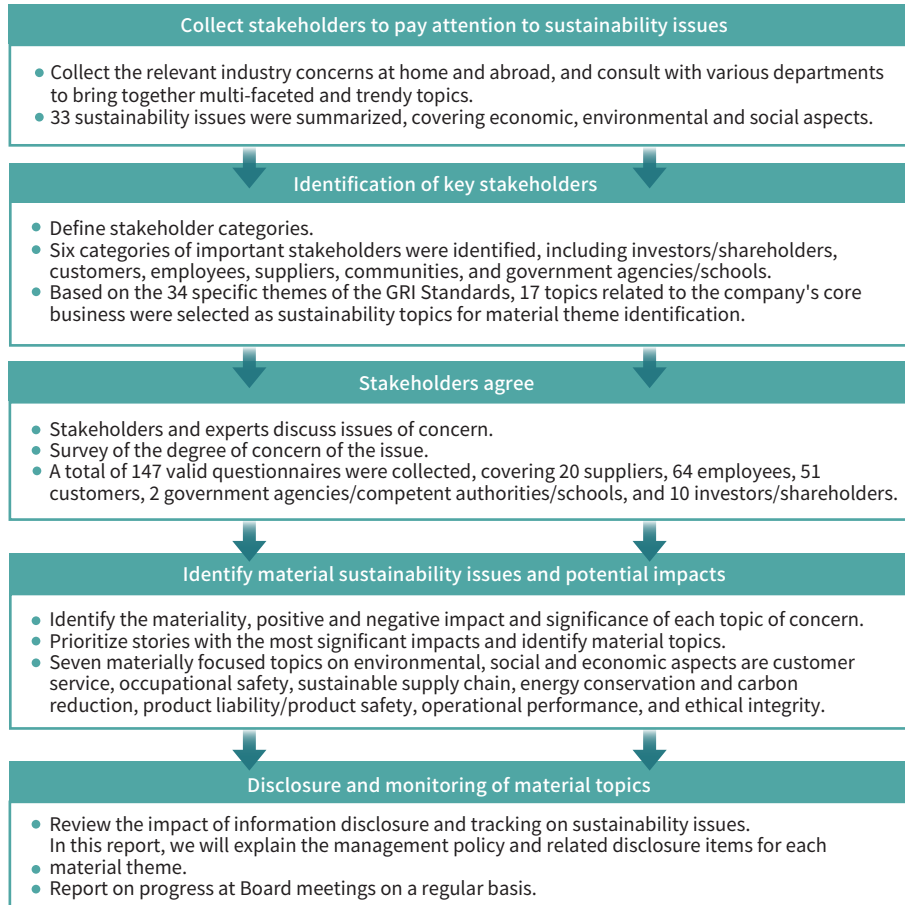 Collect stakeholders to pay attention to sustainability issues
• Collect the relevant industry concerns at home and abroad, and consult with various departments
to bring together multi-faceted and trendy topics.
• 33 sustainability issues were summarized, covering economic, environmental and social aspects.
Identification of key stakeholders
• Define stakeholder categories.
• Six categories of important stakeholders were identified, including investors/shareholders,
customers, employees, suppliers, communities, and government agencies/schools.
• Based on the 34 specific themes of the GRI Standards, 17 topics related to the company's core
business were selected as sustainability topics for material theme identification.
Stakeholders agree
• Stakeholders and experts discuss issues of concern.
• Survey of the degree of concern of the issue.
• A total of 147 valid questionnaires were collected, covering 20 suppliers, 64 employees, 51
customers, 2 government agencies/competent authorities/schools, and 10 investors/shareholders.
Identify material sustainability issues and potential impacts
• Identify the materiality, positive and negative impact and significance of each topic of concern.
• Prioritize stories with the most significant impacts and identify material topics.
• Seven materially focused topics on environmental, social and economic aspects are customer
service, occupational safety, sustainable supply chain, energy conservation and carbon
reduction, product liability/product safety, operational performance, and ethical integrity.
Disclosure and monitoring of material topics
• Review the impact of information disclosure and tracking on sustainability issues.
In this report, we will explain the management policy and related disclosure items for each
• material theme.
• Report on progress at Board meetings on a regular basis.